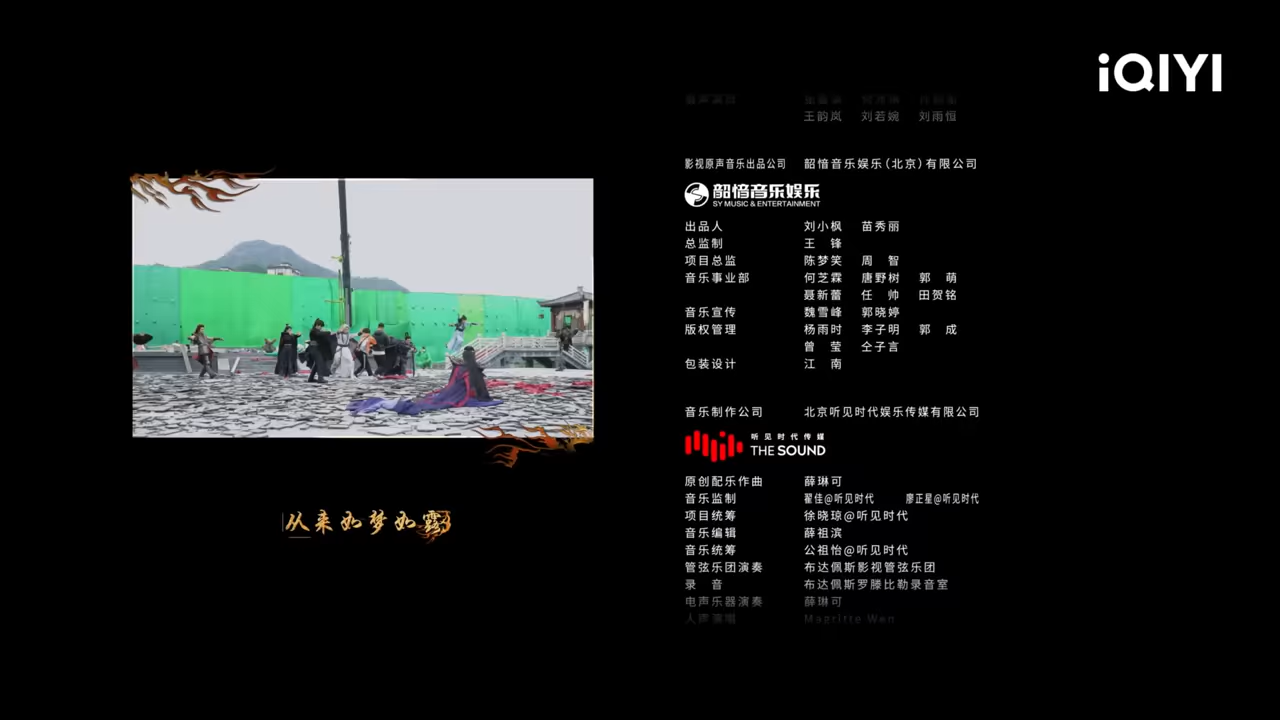 iQIYI
王韵岚 刘若婉 刘雨恒
影视原声音乐出品公司 韶愔音乐娱乐(北京)有限公司
韶愔音乐娱乐
SY MUSIC & ENTERTAINMENT
出品人 刘小枫 苗秀丽
总监制 王 锋
项目总监 陈梦笑 周 智
音乐事业部 何芝霖 唐野树 郭 萌
聂新蕾 任 帅 田贺铭
音乐宣传 魏雪峰 郭晓婷
版权管理 杨雨时 李子明 郭 成
曾 莹 仝子言
包装设计 江 南
音乐制作公司 北京听见时代娱乐传媒有限公司
听见时代传媒
THE SOUND
原创配乐作曲 薛琳可
音乐监制 翟佳@听见时代 廖正星@听见时代
项目统筹 徐晓琼@听见时代
音乐编辑 薛祖滨
音乐统筹 公祖怡@听见时代
管弦乐团演奏 布达佩斯影视管弦乐团
录 音 布达佩斯罗滕比勒录音室
电声乐器演奏 薛琳可
人声演唱 Magritte Wen
从来如梦如露